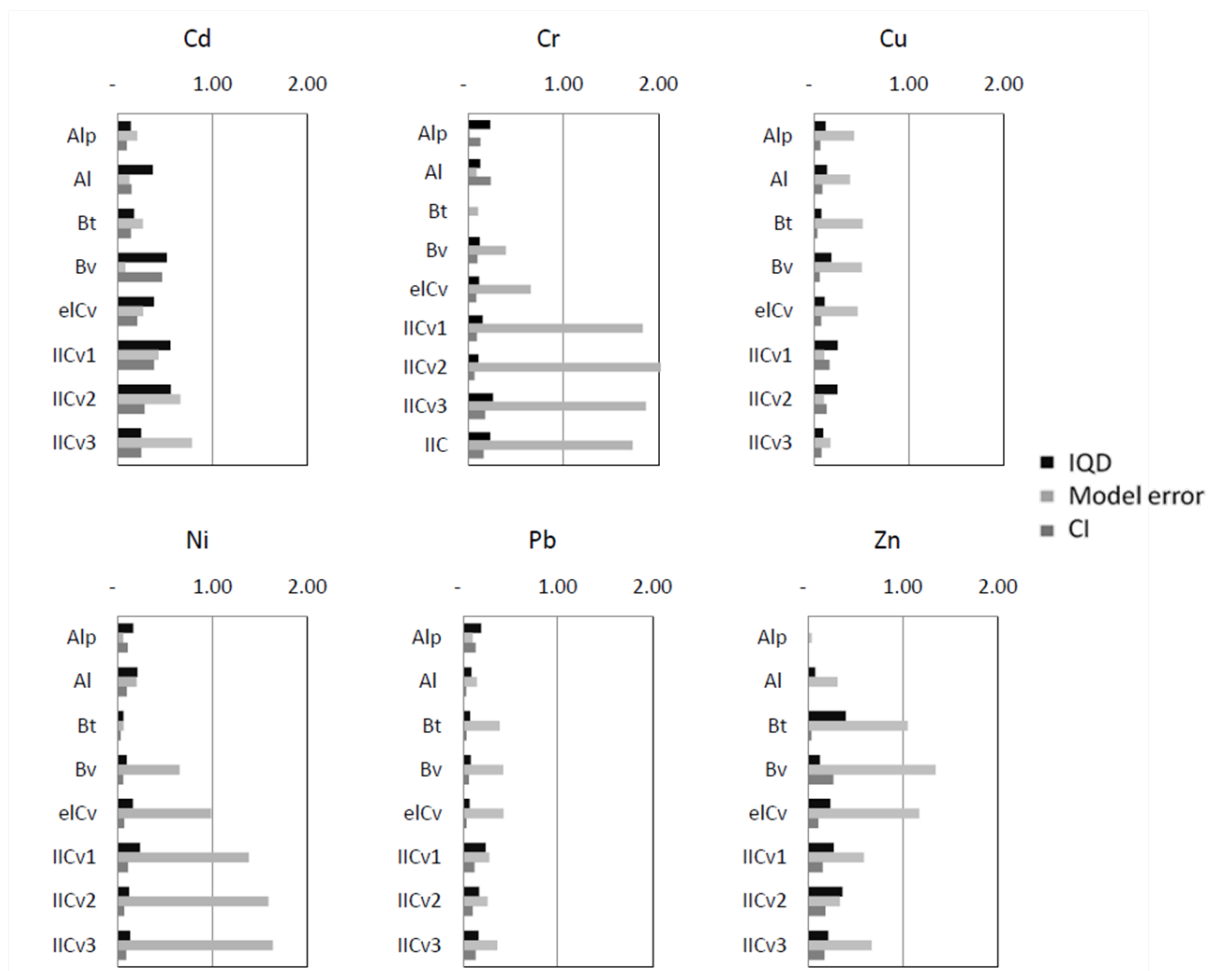 Cd
- 1.00 2.00
Alp
Al
Bt
Bv
elCv
IICv1
IICv2
IICv3
Cr
- 1.00 2.00
Alp
Al
Bt
Bv
elCv
IICv1
IICv2
IICv3
IIC
Cu
- 1.00 2.00
Alp
Al
Bt
Bv
elCv
IICv1
IICv2
IICv3
IQD
Model error
CI
Ni
- 1.00 2.00
Alp
Al
Bt
Bv
elCv
IICv1
IICv2
IICv3
Pb
- 1.00 2.00
Alp
Al
Bt
Bv
elCv
IICv1
IICv2
IICv3
Zn
- 1.00 2.00
Alp
Al
Bt
Bv
elCv
IICv1
IICv2
IICv3